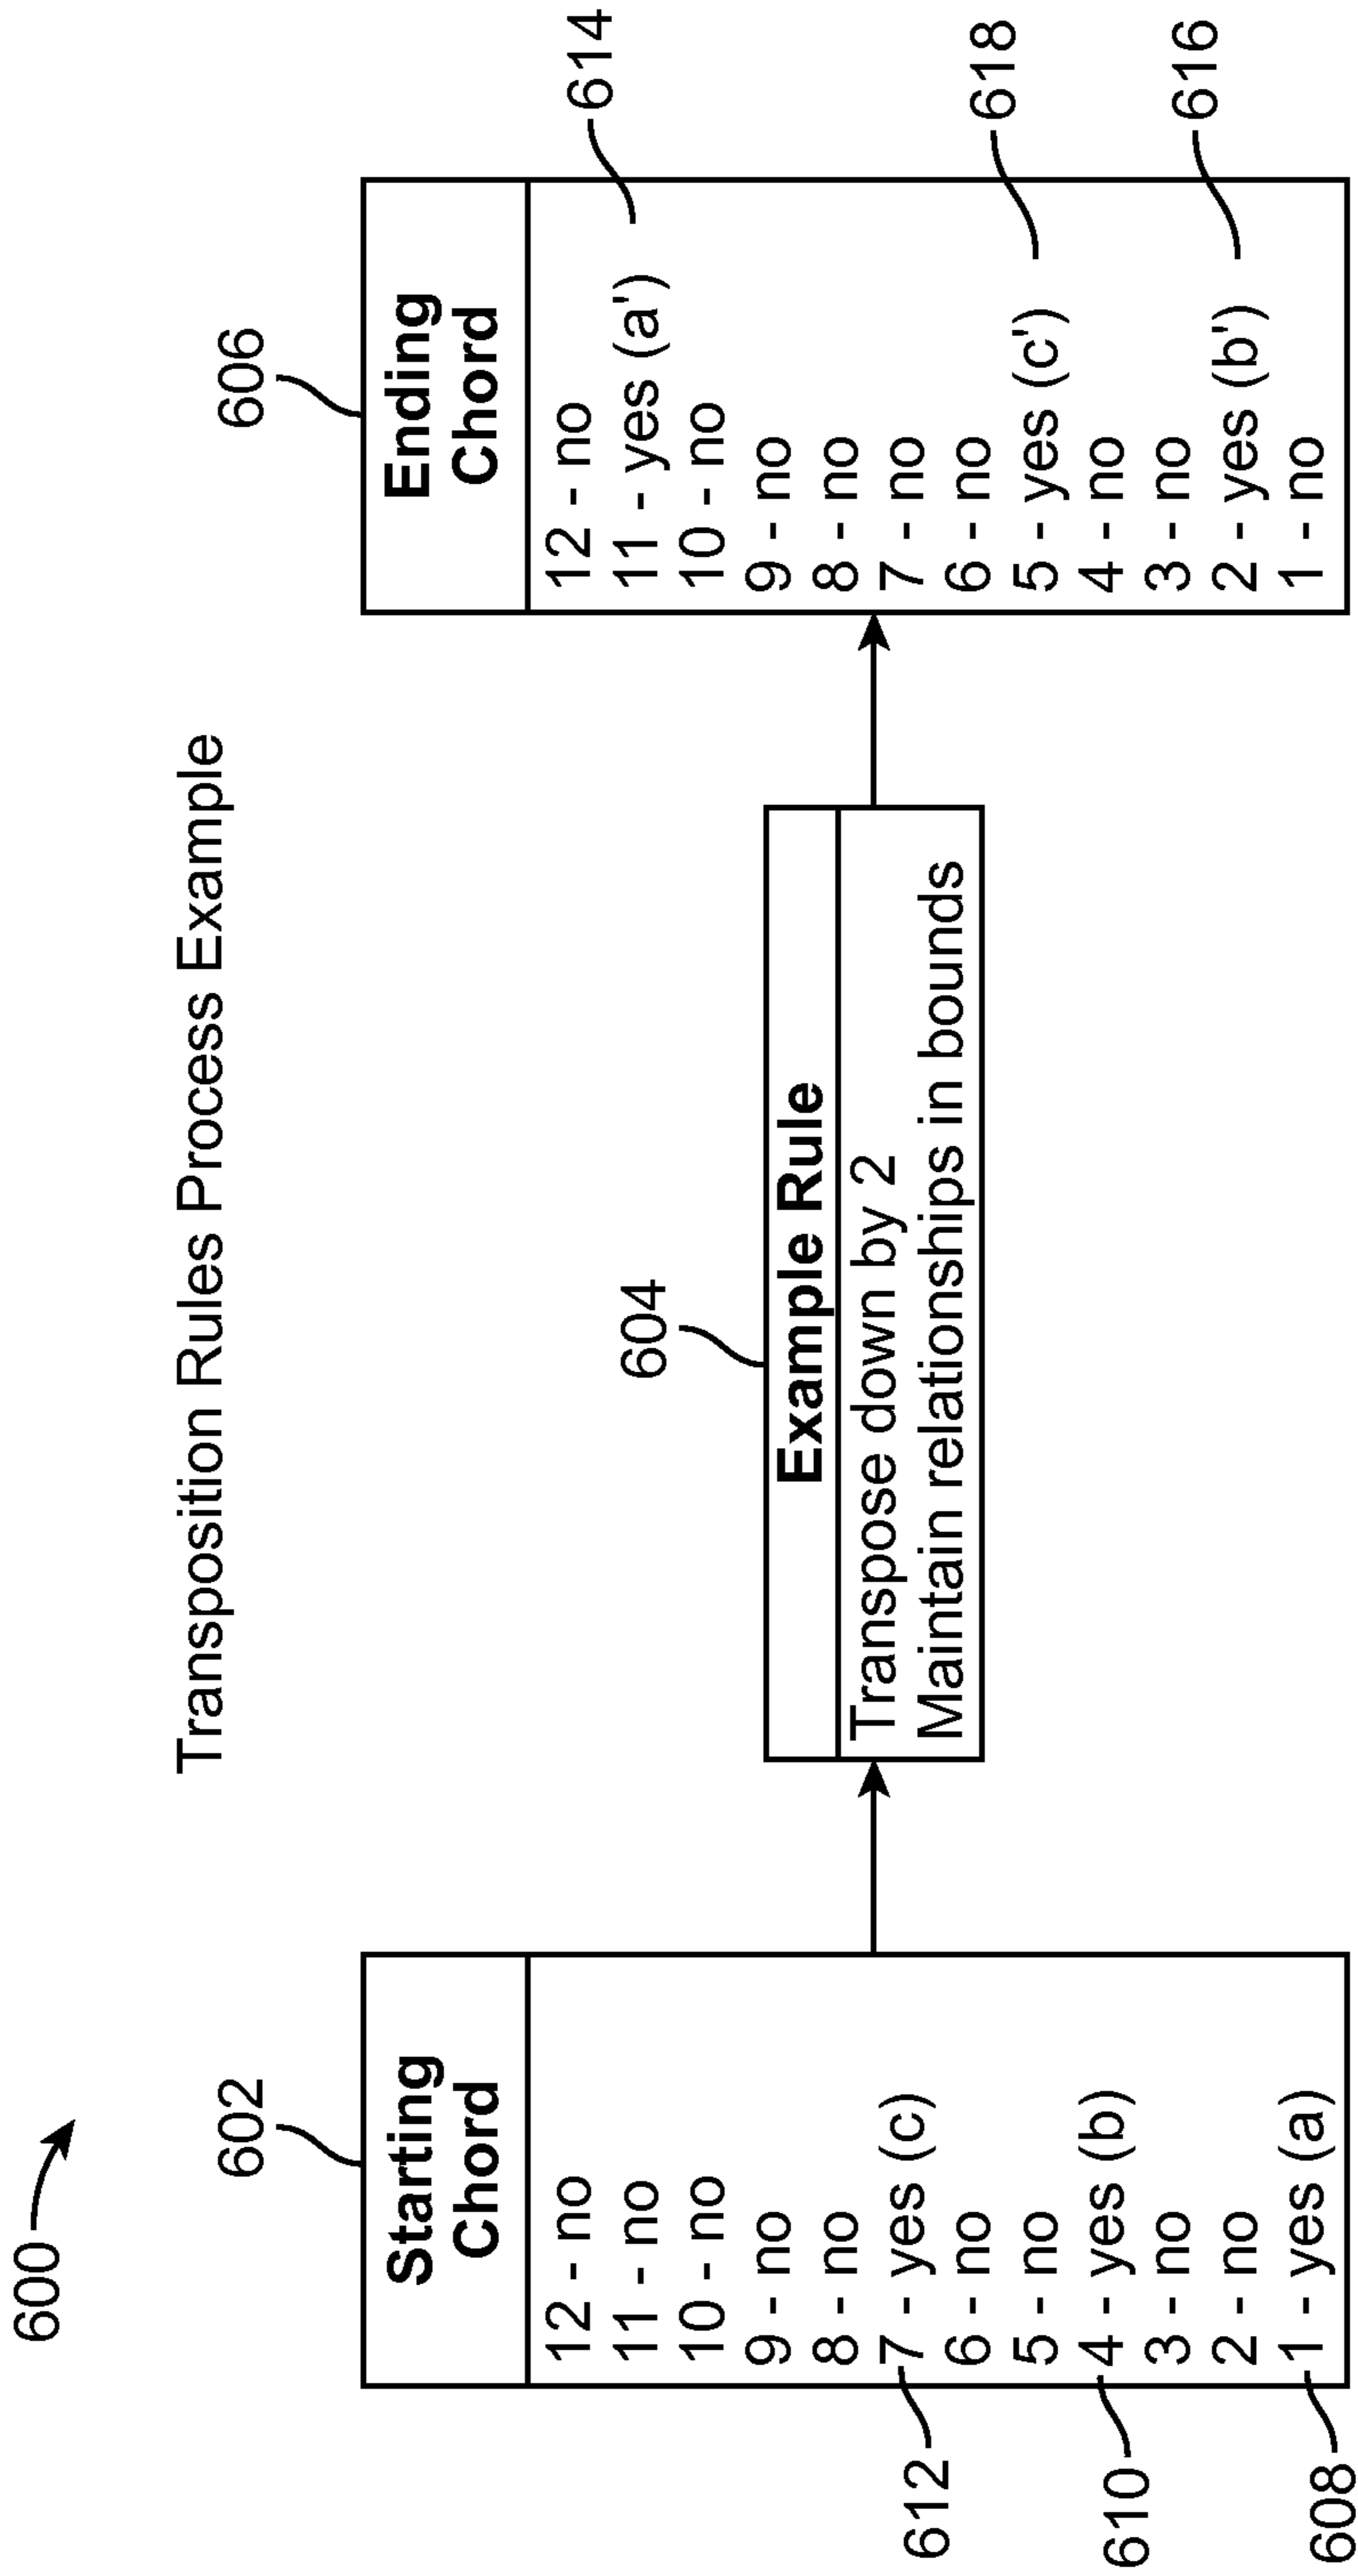 600
Transposition Rules Process Example
602
Starting
Chord
12 - no
11 - no
10 - no
9 - no
8 - no
7 - yes (c)
6 - no
5 - no
4 - yes (b)
3 - no
2 - no
1 - yes (a)
612
610
608
604
Example Rule
Transpose down by 2
Maintain relationships in bounds
606
Ending
Chord
12 - no
11 - yes (a')
10 - no
9 - no
8 - no
7 - no
6 - no
5 - yes (c')
4 - no
3 - no
2 - yes (b')
1 - no
614
618
616